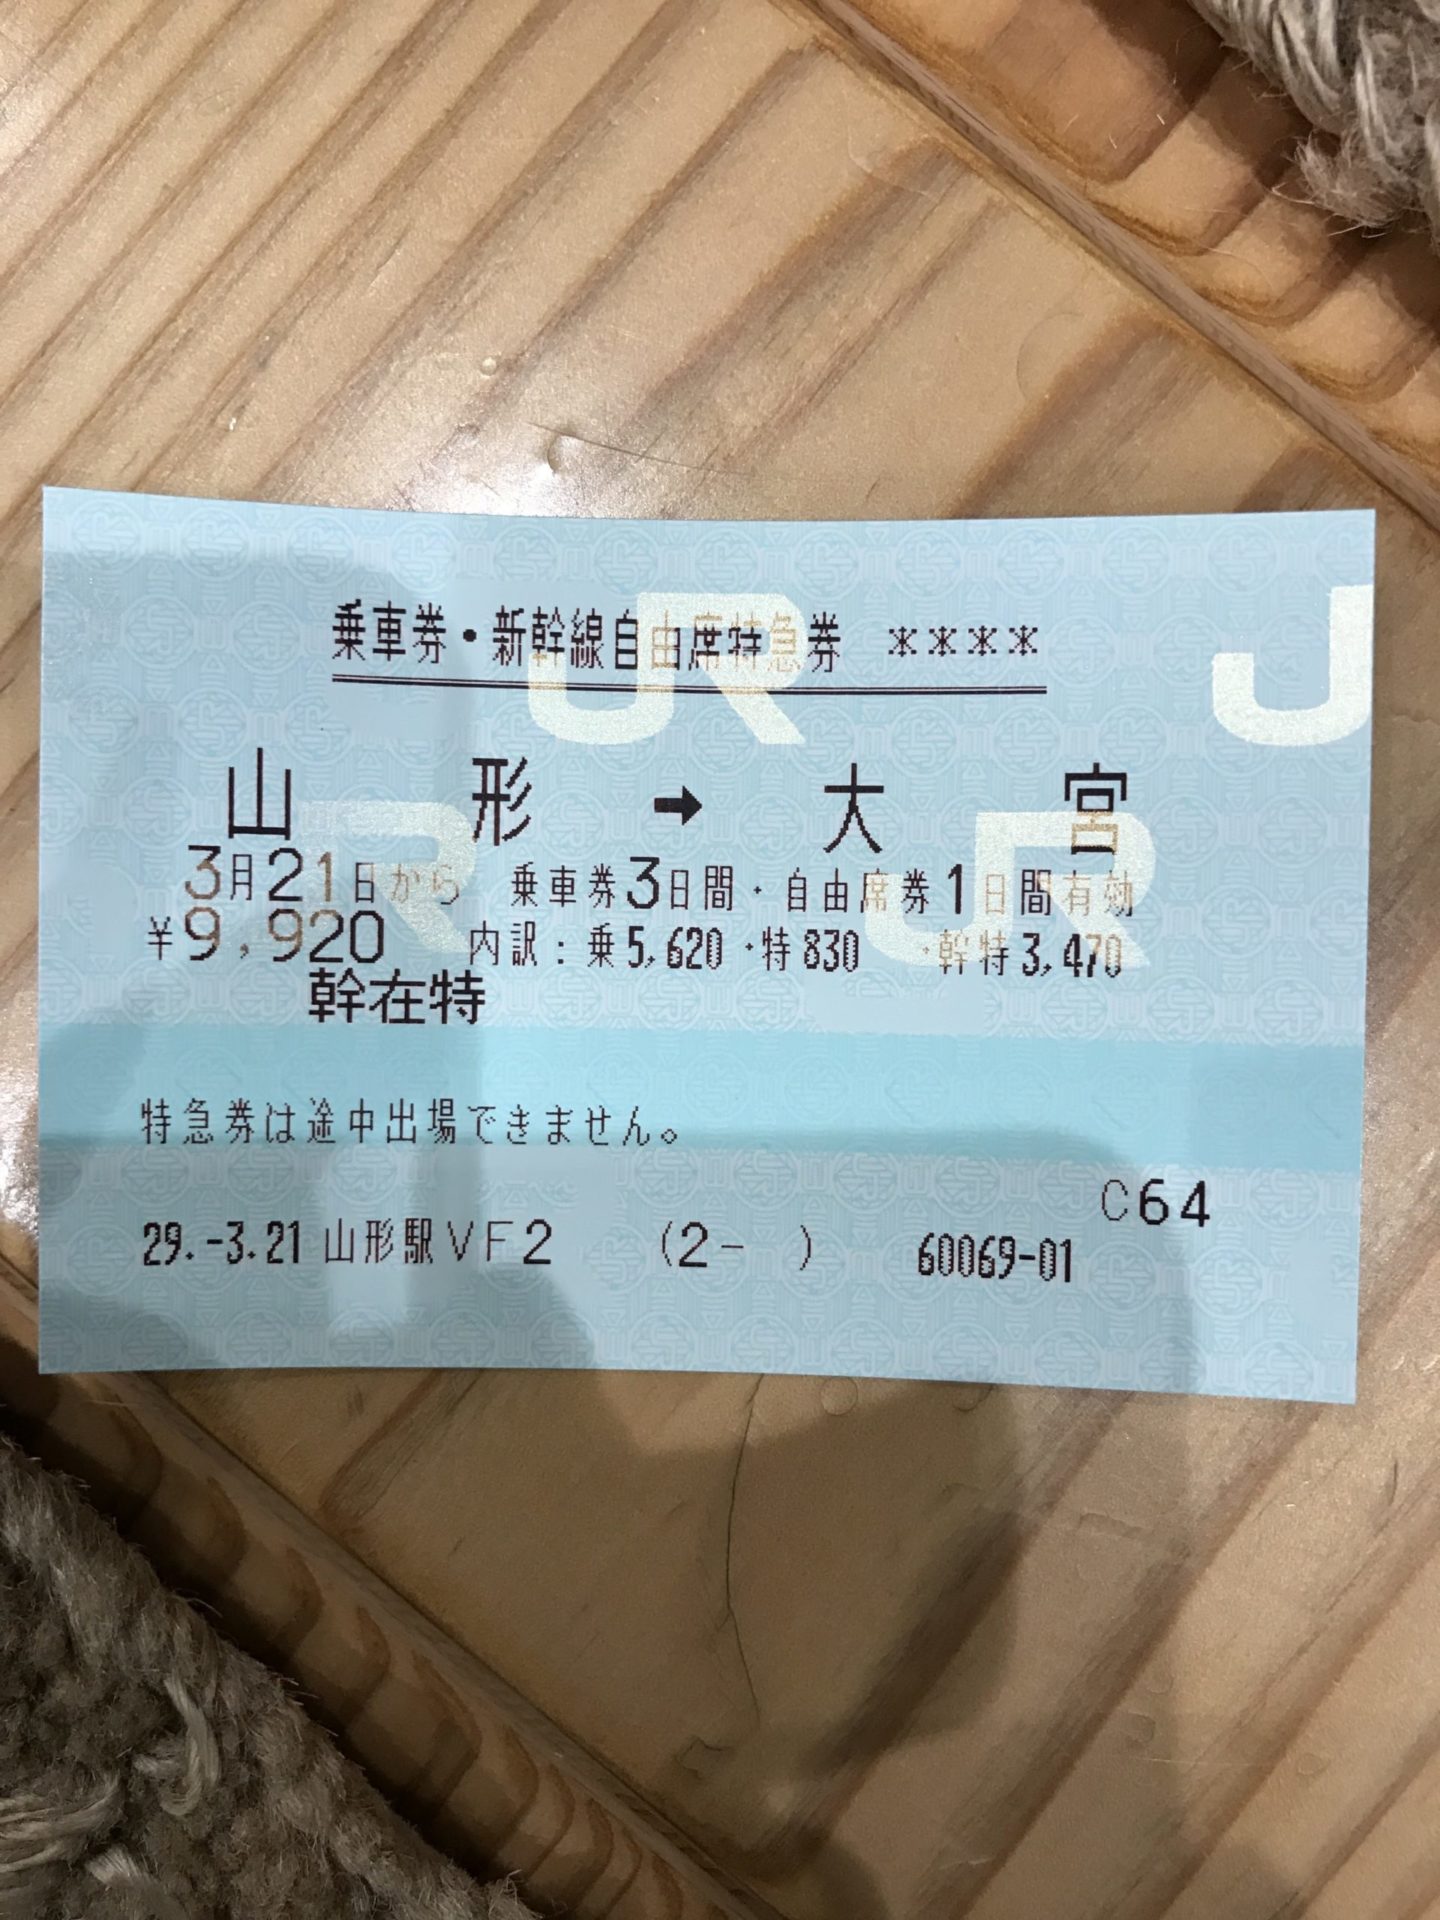 乗車券・新幹線自由席特急券 ****
山形➡大宮
3月21日から 乗車券3日間・自由席券1日間有効
¥9,920 内訳:乗5,620・特830 ・幹特3,470
幹在特
特急券は途中出場できません。
C64
29.-3.21 山形駅VF2 (2- ) 60069-01
JR
J
JR
JR